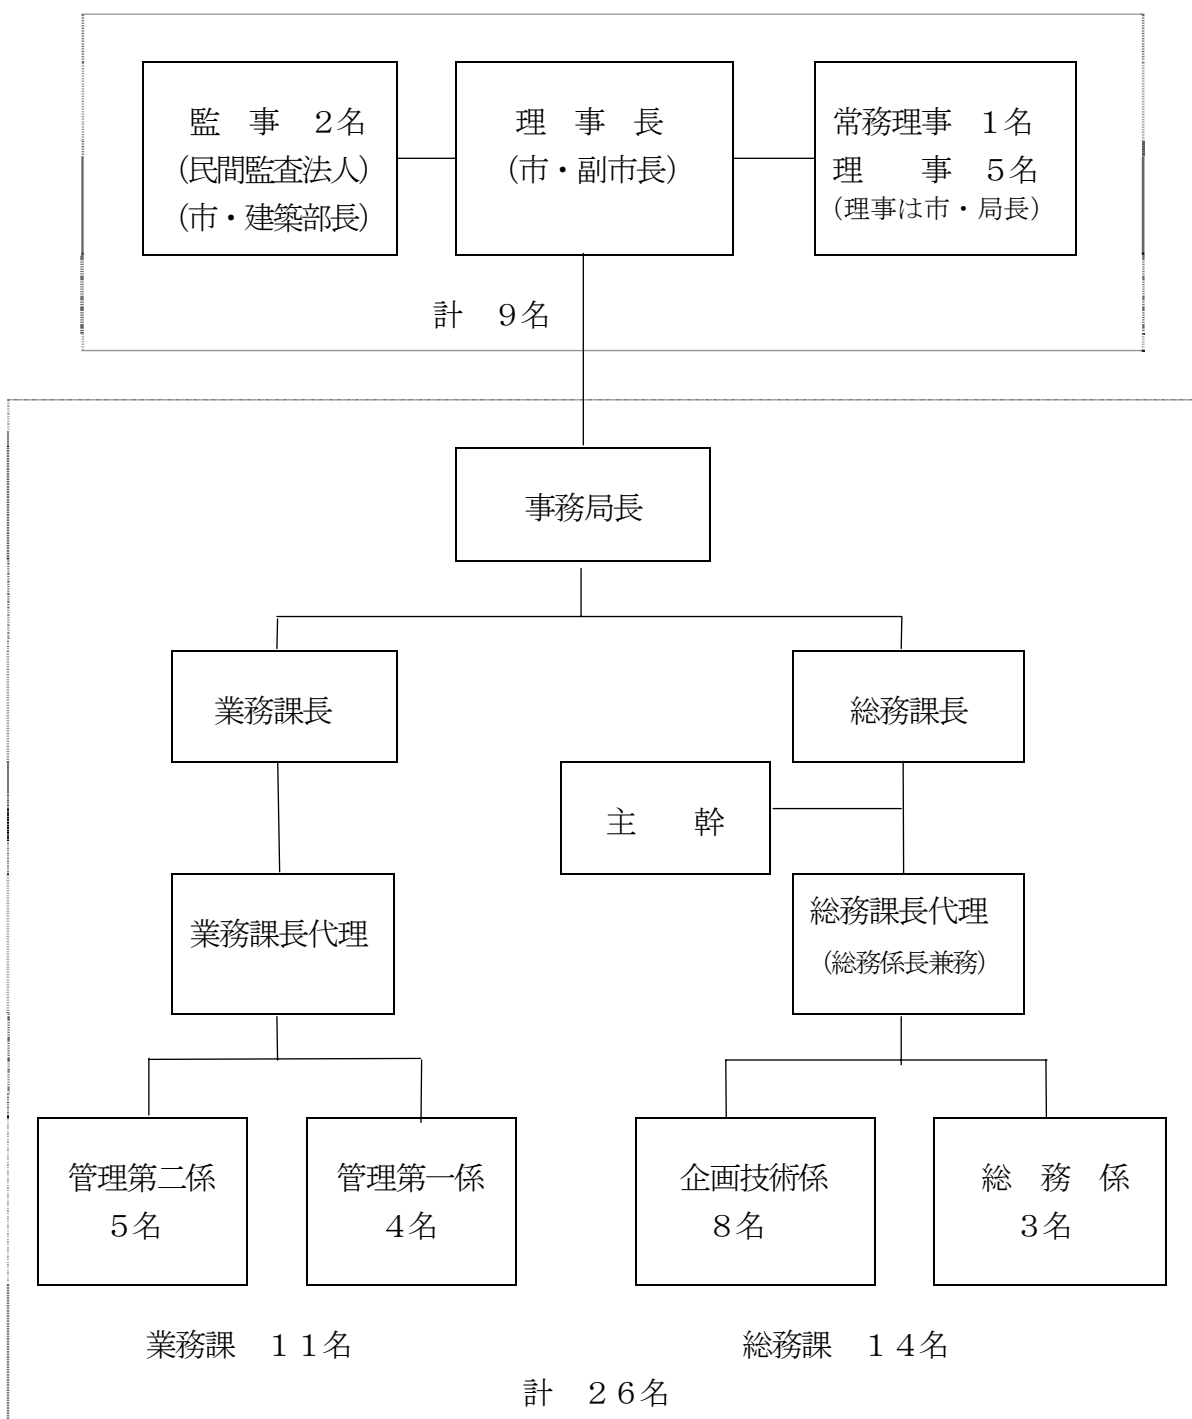 監　事　２名
(民間監査法人)
(市・建築部長)
理　事　長
(市・副市長)
常務理事　１名
理　　事　５名
(理事は市・局長)
計　９名
事務局長
業務課長
総務課長
主　　幹
業務課長代理
総務課長代理
(総務係長兼務)
管理第二係
５名
管理第一係
４名
企画技術係
８名
総　務　係
３名
業務課　１１名
総務課　１４名
計　２６名